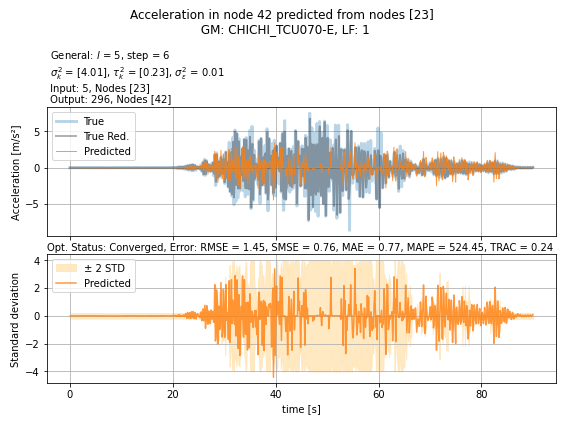 Acceleration in node 42 predicted from nodes [23]
GM: CHICHI_TCU070-E, LF: 1
General: l = 5, step = 6
σ²ₖ = [4.01], τ²ₖ = [0.23], σ²ₑ = 0.01
Input: 5, Nodes [23]
Output: 296, Nodes [42]
True
True Red.
Predicted
Acceleration [m/s²]
5
0
−5
Opt. Status: Converged, Error: RMSE = 1.45, SMSE = 0.76, MAE = 0.77, MAPE = 524.45, TRAC = 0.24
± 2 STD
Predicted
Standard deviation
4
2
0
−2
−4
0 20 40 60 80
time [s]